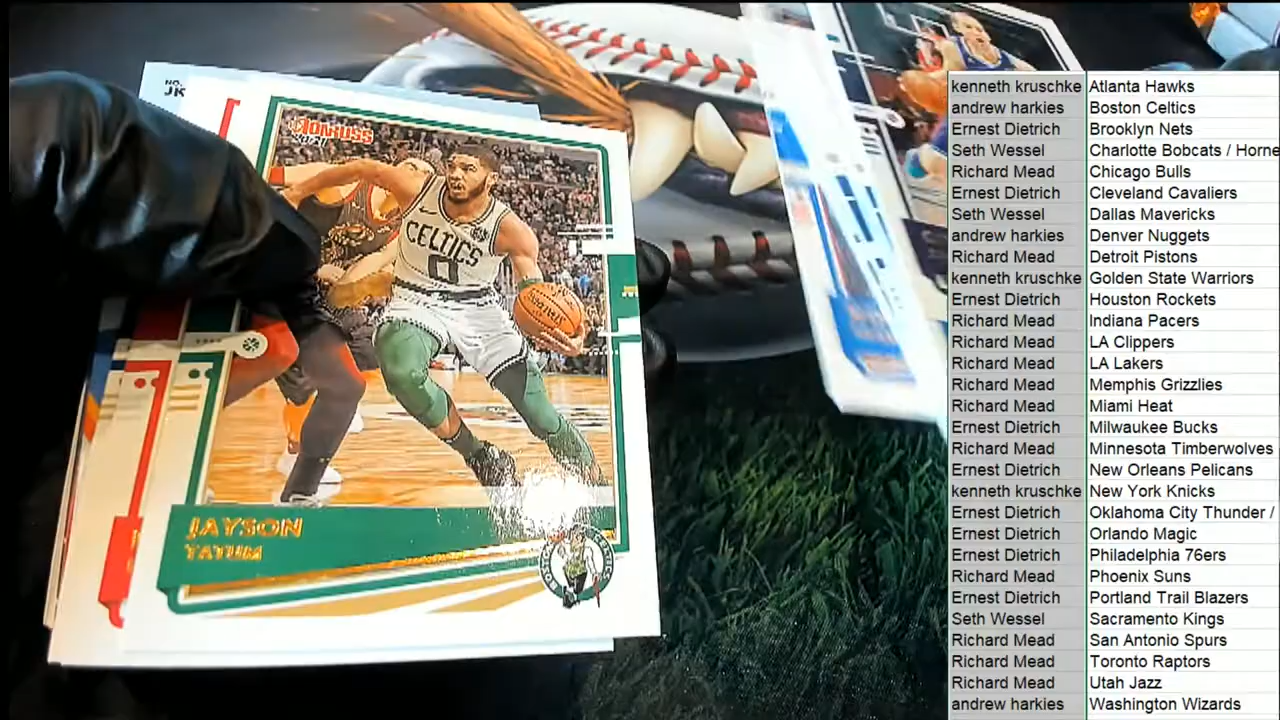 NO.
JK
DONRUSS
CELTICS
0
JAYSON
TATUM
kenneth kruschke Atlanta Hawks
andrew harkies Boston Celtics
Ernest Dietrich Brooklyn Nets
Seth Wessel Charlotte Bobcats / Horne
Richard Mead Chicago Bulls
Ernest Dietrich Cleveland Cavaliers
Seth Wessel Dallas Mavericks
andrew harkies Denver Nuggets
Richard Mead Detroit Pistons
kenneth kruschke Golden State Warriors
Ernest Dietrich Houston Rockets
Richard Mead Indiana Pacers
Richard Mead LA Clippers
Richard Mead LA Lakers
Richard Mead Memphis Grizzlies
Richard Mead Miami Heat
Ernest Dietrich Milwaukee Bucks
Richard Mead Minnesota Timberwolves
Ernest Dietrich New Orleans Pelicans
kenneth kruschke New York Knicks
Ernest Dietrich Oklahoma City Thunder /
Ernest Dietrich Orlando Magic
Ernest Dietrich Philadelphia 76ers
Richard Mead Phoenix Suns
Ernest Dietrich Portland Trail Blazers
Seth Wessel Sacramento Kings
Richard Mead San Antonio Spurs
Richard Mead Toronto Raptors
Richard Mead Utah Jazz
andrew harkies Washington Wizards